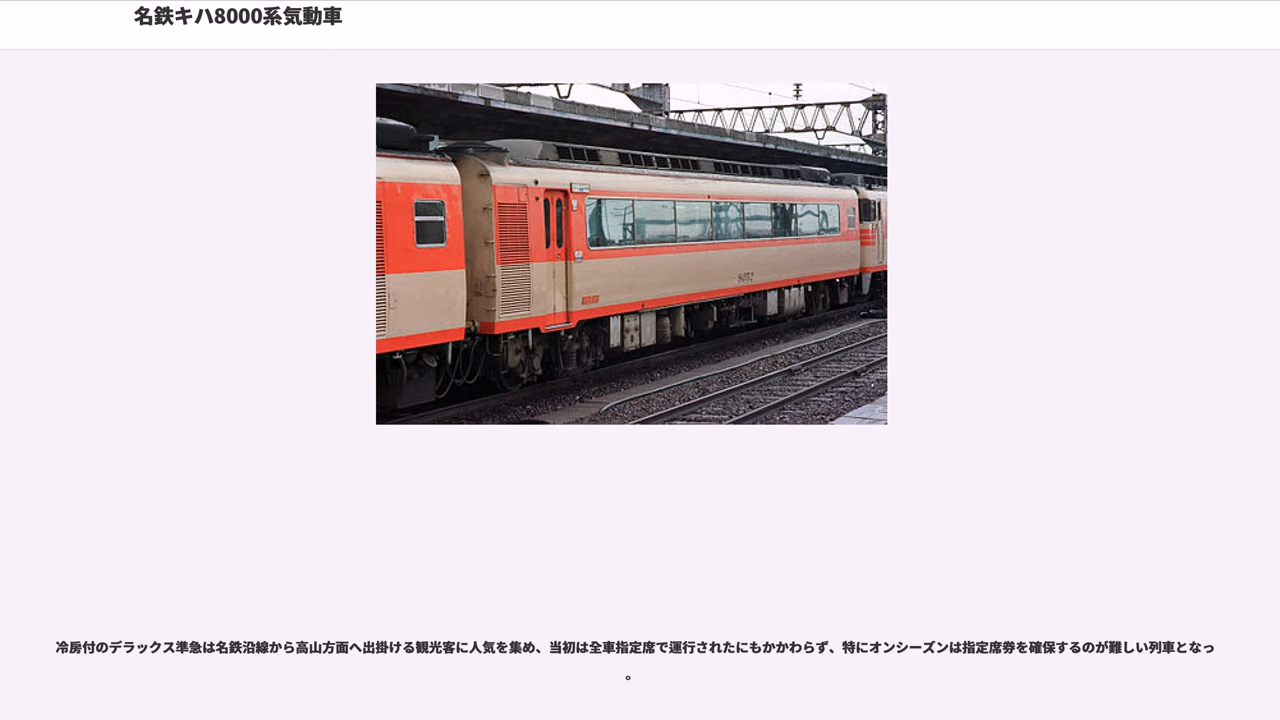 名鉄キハ8000系気動車
8052
冷房付のデラックス準急は名鉄沿線から高山方面へ出掛ける観光客に人気を集め、当初は全車指定席で運行されたにもかかわらず、特にオンシーズンは指定席券を確保するのが難しい列車となっ
。